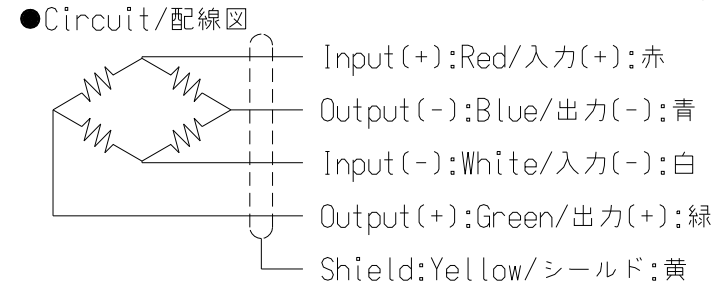 ●Circuit/配線図
Input(+):Red/入力(+):赤
Output(-):Blue/出力(-):青
Input(-):White/入力(-):白
Output(+):Green/出力(+):緑
Shield:Yellow/シールド:黄